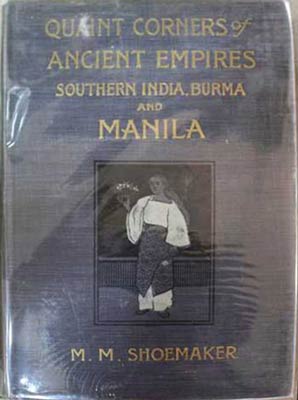 QUAINT CORNERS of
ANCIENT EMPIRES
SOUTHERN INDIA, BURMA
AND
MANILA
M. M. SHOEMAKER